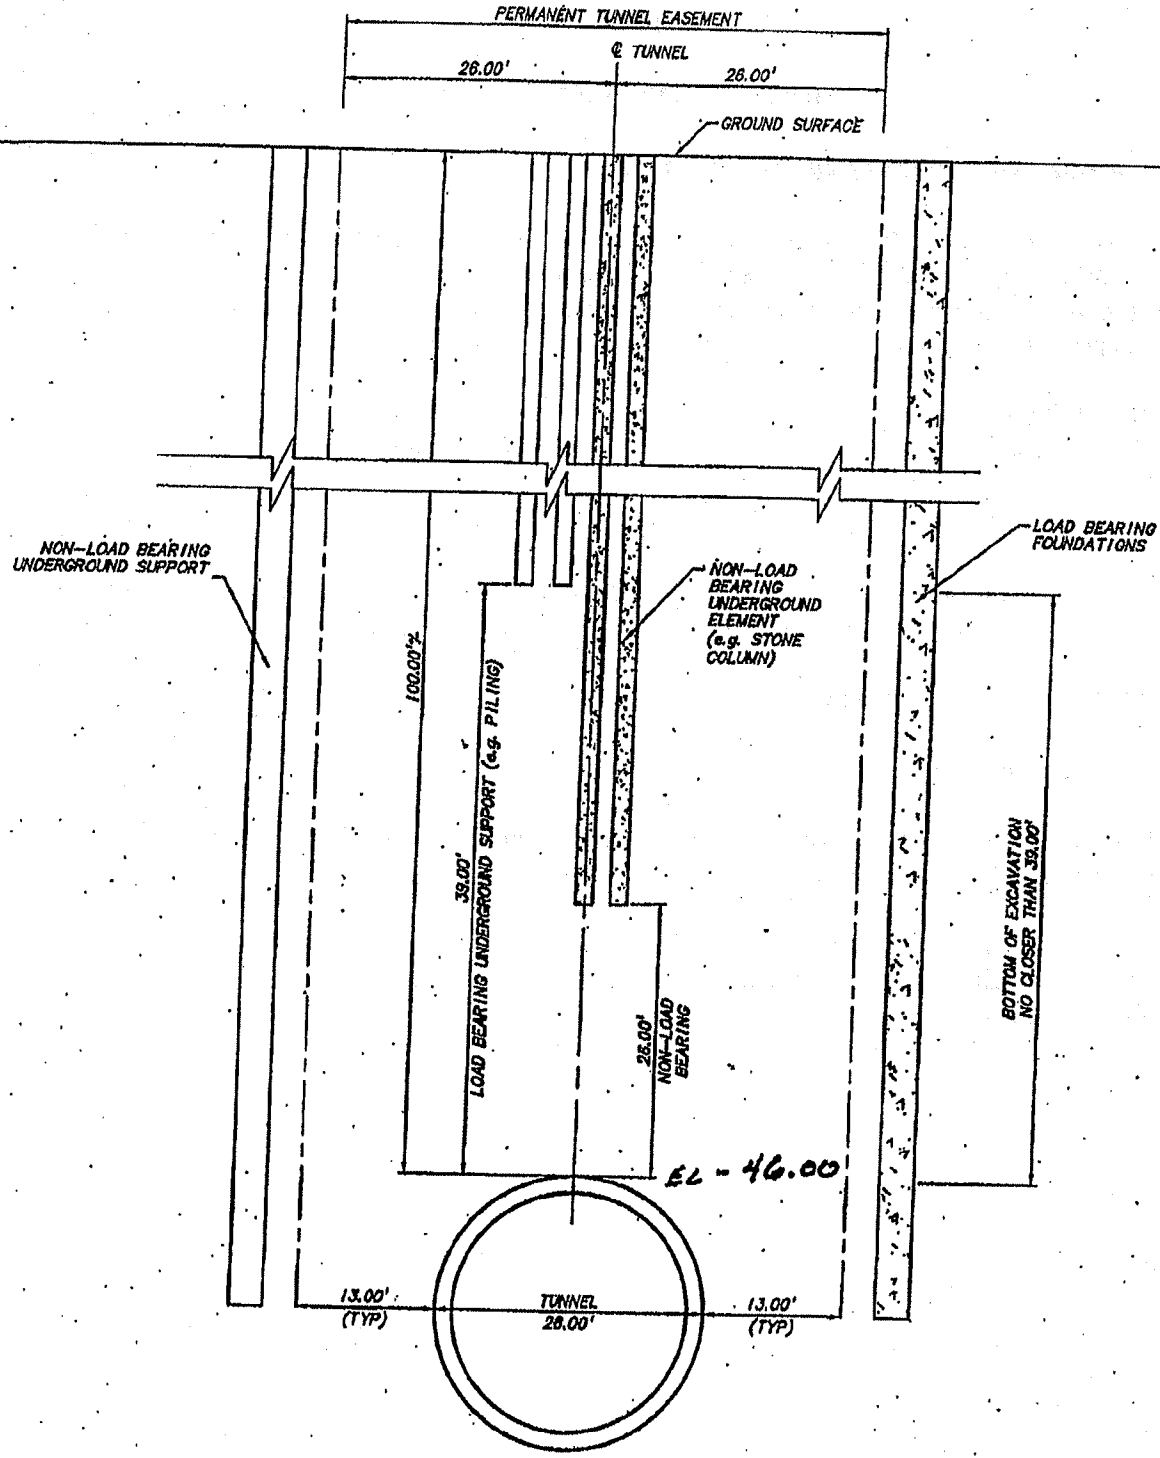 PERMANENT TUNNEL EASEMENT
℄ TUNNEL
26.00'
26.00'
GROUND SURFACE
NON-LOAD BEARING
UNDERGROUND SUPPORT
LOAD BEARING
FOUNDATIONS
NON-LOAD
BEARING
UNDERGROUND
ELEMENT
(e.g. STONE
COLUMN)
100.00'±
39.00'
LOAD BEARING UNDERGROUND SUPPORT (e.g. PILING)
26.00'
NON-LOAD
BEARING
BOTTOM OF EXCAVATION
NO CLOSER THAN 39.00'
EL - 46.00
13.00'
(TYP)
TUNNEL
26.00'
13.00'
(TYP)